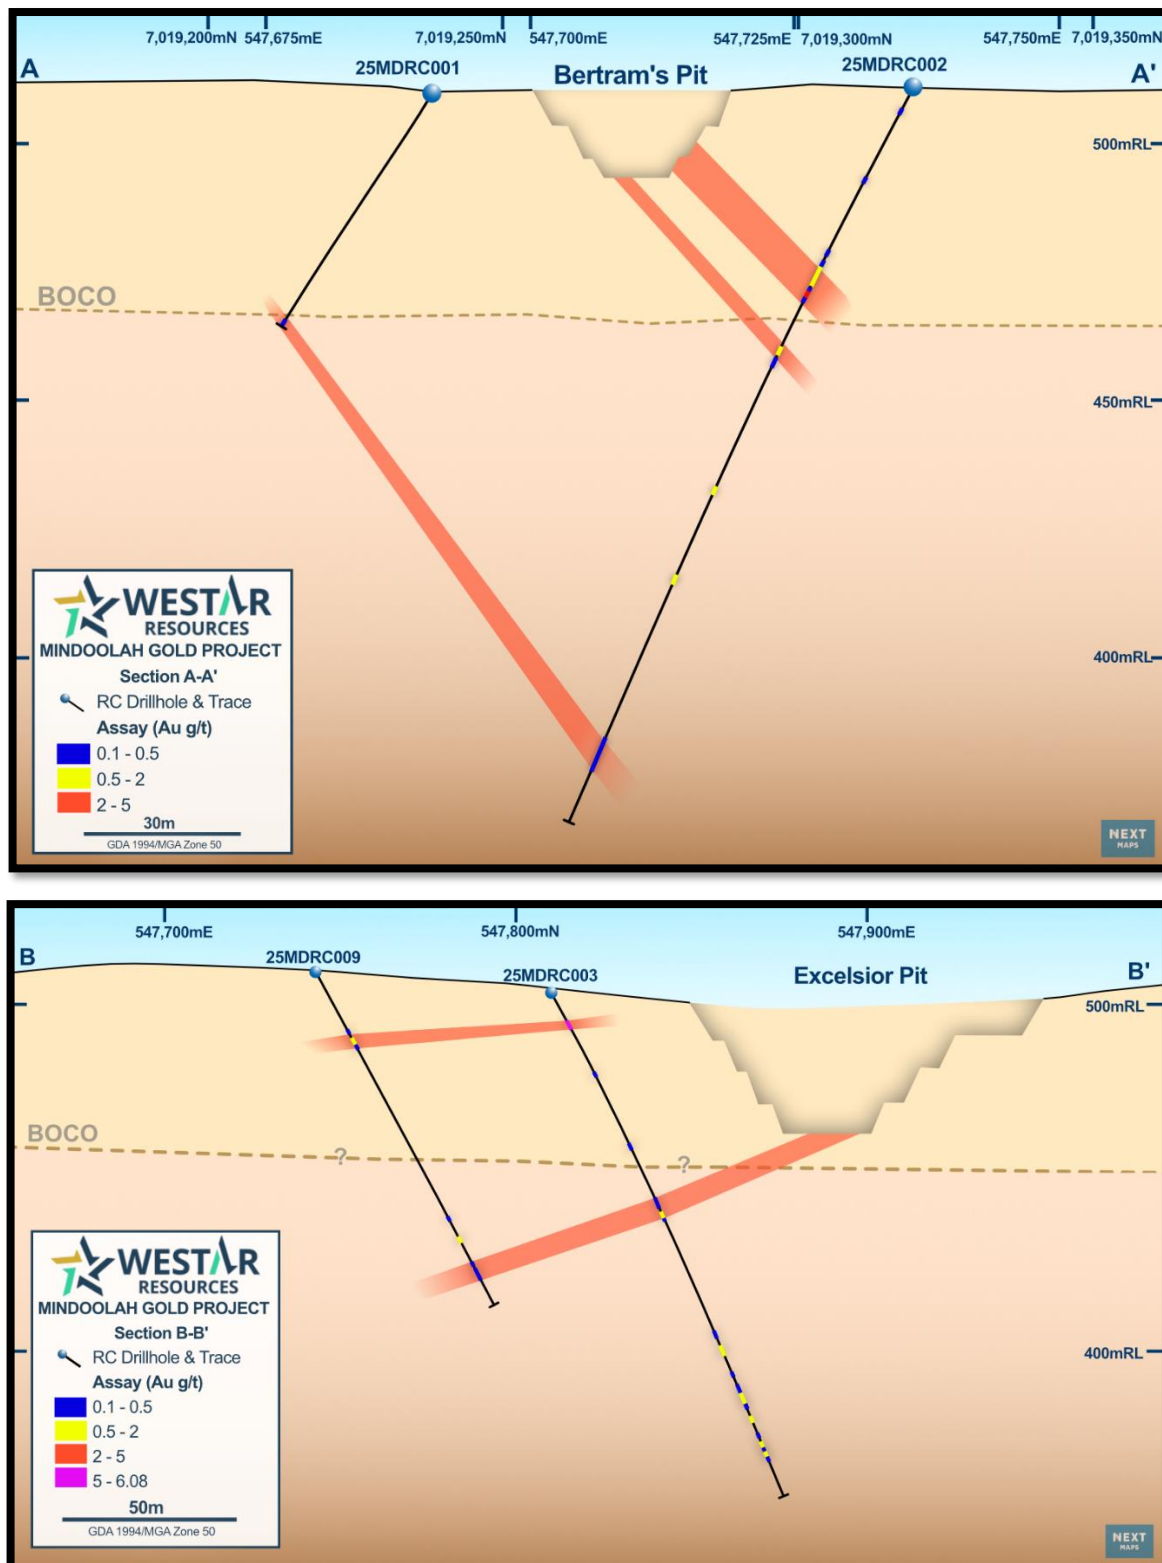 7,019,200mN 547,675mE 7,019,250mN 547,700mE 547,725mE 7,019,300mN 547,750mE 7,019,350mN
A 25MDRC001 Bertram's Pit 25MDRC002 A'
500mRL
BOCO
450mRL
400mRL
WESTAR
RESOURCES
MINDOOLAH GOLD PROJECT
Section A-A'
RC Drillhole & Trace
Assay (Au g/t)
0.1 - 0.5
0.5 - 2
2 - 5
30m
GDA 1994/MGA Zone 50
NEXT
MAPS
547,700mE 547,800mN 547,900mE
B 25MDRC009 25MDRC003 Excelsior Pit B'
500mRL
BOCO
? ?
400mRL
WESTAR
RESOURCES
MINDOOLAH GOLD PROJECT
Section B-B'
RC Drillhole & Trace
Assay (Au g/t)
0.1 - 0.5
0.5 - 2
2 - 5
5 - 6.08
50m
GDA 1994/MGA Zone 50
NEXT
MAPS